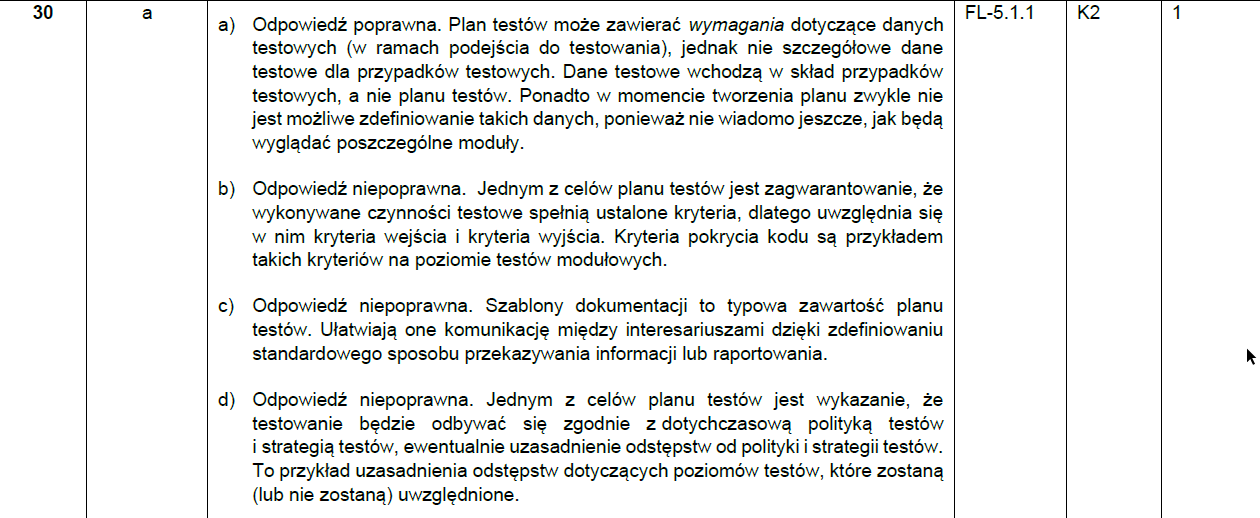 30 a a) Odpowiedź poprawna. Plan testów może zawierać wymagania dotyczące danych FL-5.1.1 K2 1
testowych (w ramach podejścia do testowania), jednak nie szczegółowe dane
testowe dla przypadków testowych. Dane testowe wchodzą w skład przypadków
testowych, a nie planu testów. Ponadto w momencie tworzenia planu zwykle nie
jest możliwe zdefiniowanie takich danych, ponieważ nie wiadomo jeszcze, jak będą
wyglądać poszczególne moduły.
b) Odpowiedź niepoprawna. Jednym z celów planu testów jest zagwarantowanie, że
wykonywane czynności testowe spełnią ustalone kryteria, dlatego uwzględnia się
w nim kryteria wejścia i kryteria wyjścia. Kryteria pokrycia kodu są przykładem
takich kryteriów na poziomie testów modułowych.
c) Odpowiedź niepoprawna. Szablony dokumentacji to typowa zawartość planu
testów. Ułatwiają one komunikację między interesariuszami dzięki zdefiniowaniu
standardowego sposobu przekazywania informacji lub raportowania.
d) Odpowiedź niepoprawna. Jednym z celów planu testów jest wykazanie, że
testowanie będzie odbywać się zgodnie z dotychczasową polityką testów
i strategią testów, ewentualnie uzasadnienie odstępstw od polityki i strategii testów.
To przykład uzasadnienia odstępstw dotyczących poziomów testów, które zostaną
(lub nie zostaną) uwzględnione.